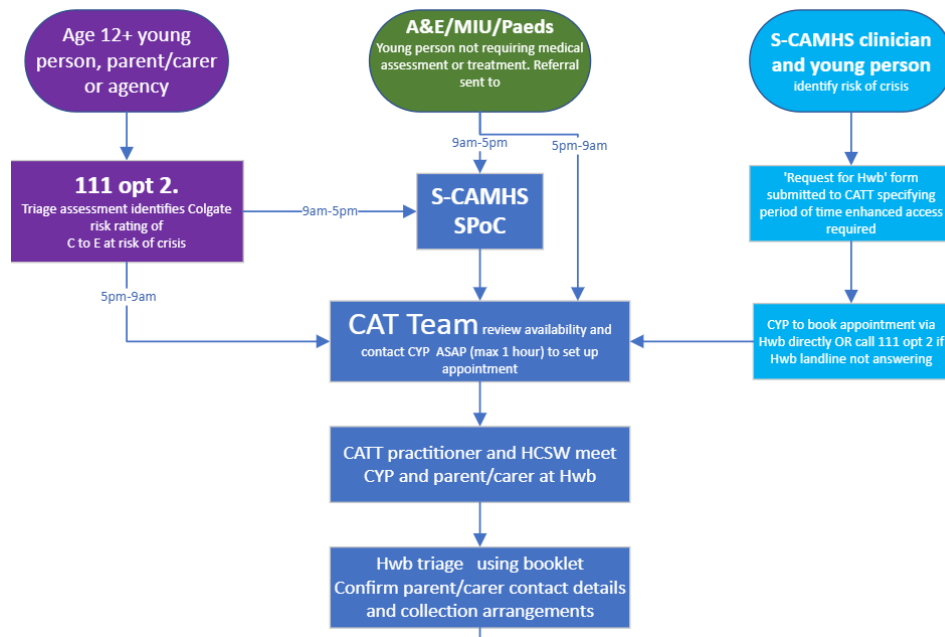 Age 12+ young
person, parent/carer
or agency
A&E/MIU/Paeds
Young person not requiring medical
assessment or treatment. Referral
sent to
S-CAMHS clinician
and young person
identify risk of crisis
9am-5pm
5pm-9am
111 opt 2.
Triage assessment identifies Colgate
risk rating of
C to E at risk of crisis
9am-5pm
S-CAMHS
SPoC
'Request for Hwb' form
submitted to CATT specifying
period of time enhanced access
required
5pm-9am
CAT Team review availability and
contact CYP ASAP (max 1 hour) to set up
appointment
CYP to book appointment via
Hwb directly OR call 111 opt 2 if
Hwb landline not answering
CATT practitioner and HCSW meet
CYP and parent/carer at Hwb
Hwb triage using booklet
Confirm parent/carer contact details
and collection arrangements